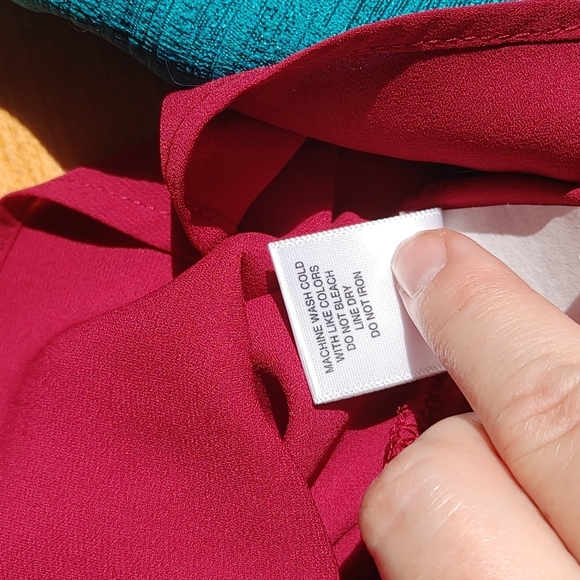 MACHINE WASH COLD
WITH LIKE COLORS
DO NOT BLEACH
LINE DRY
DO NOT IRON